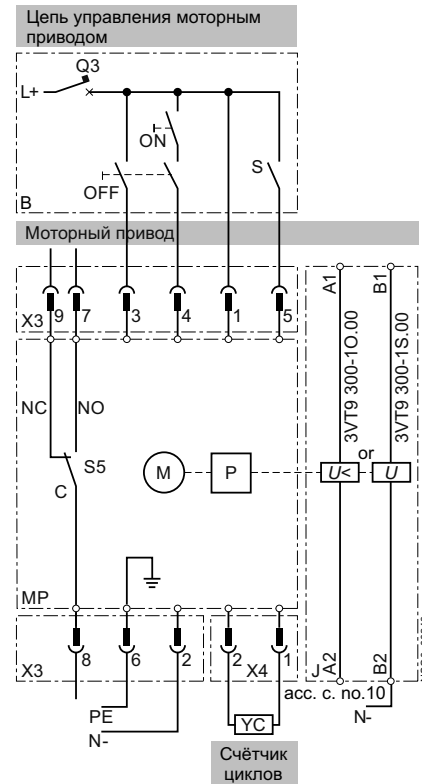 Цепь управления моторным
приводом
Q3
L+
ON
OFF
S
B
Моторный привод
X3
9 7 3 4 1 5
A1
B1
3VT9 300-1O.00
3VT9 300-1S.00
or
NC
NO
S5
C
M
P
U<
U
MP
X3
8 6 2
2 1
X4
J
A2
B2
acc. c. no.10
PE
N-
N-
YC
Счётчик
циклов